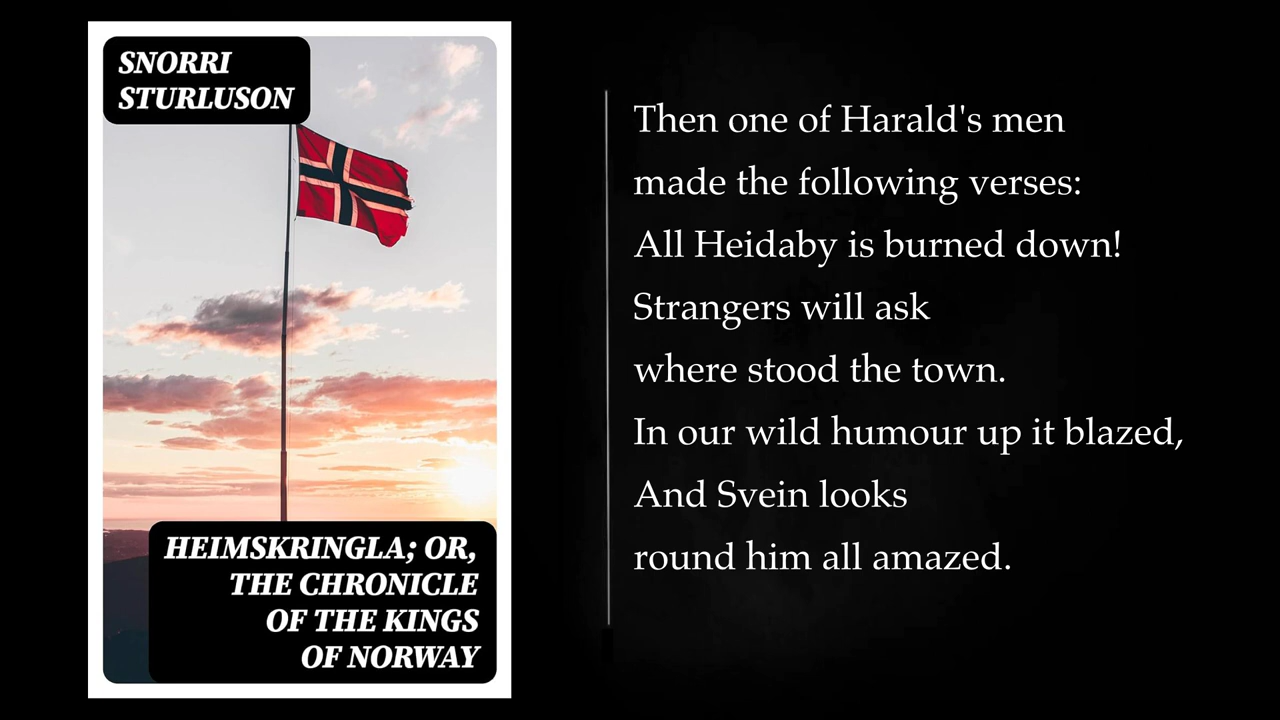 SNORRI
STURLUSON
HEIMSKRINGLA; OR,
THE CHRONICLE
OF THE KINGS
OF NORWAY
Then one of Harald's men
made the following verses:
All Heidaby is burned down!
Strangers will ask
where stood the town.
In our wild humour up it blazed,
And Svein looks
round him all amazed.